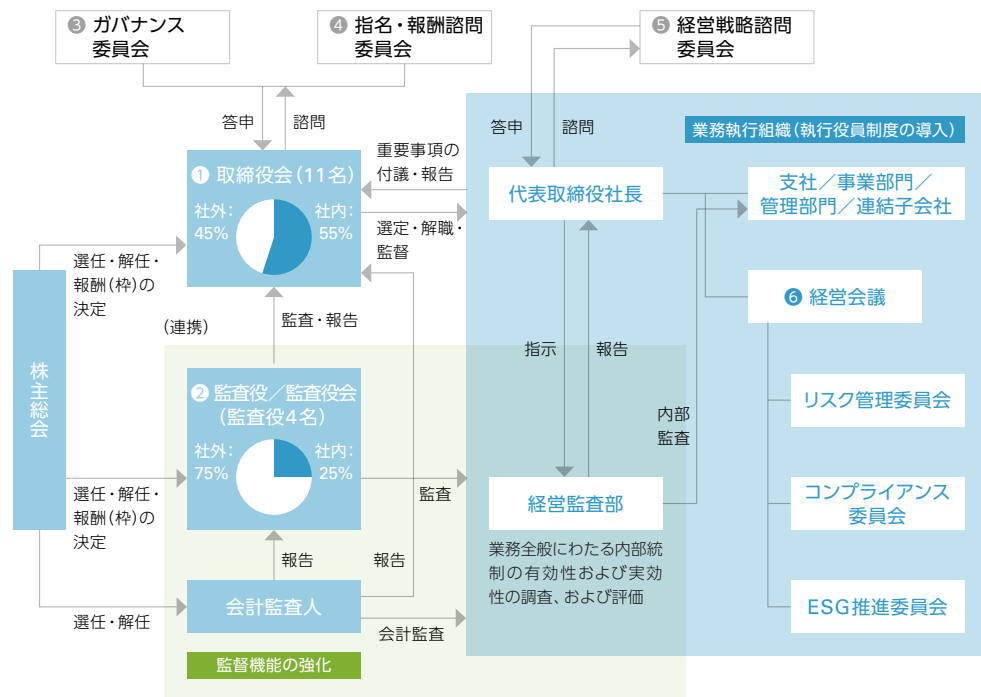 ❸ ガバナンス
委員会
❹ 指名・報酬諮問
委員会
❺ 経営戦略諮問
委員会
答申
諮問
答申
諮問
業務執行組織(執行役員制度の導入)
❶ 取締役会(11名)
社外:
45%
社内:
55%
重要事項の
付議・報告
選定・解職・
監督
代表取締役社長
支社／事業部門／
管理部門／連結子会社
❻ 経営会議
選任・解任・
報酬(枠)の
決定
(連携)
監査・報告
指示
報告
株主総会
❷ 監査役／監査役会
(監査役4名)
社外:
75%
社内:
25%
リスク管理委員会
内部
監査
選任・解任・
報酬(枠)の
決定
監査
経営監査部
コンプライアンス
委員会
業務全般にわたる内部統
制の有効性および実効
性の調査、および評価
報告
報告
会計監査人
選任・解任
会計監査
ESG推進委員会
監督機能の強化